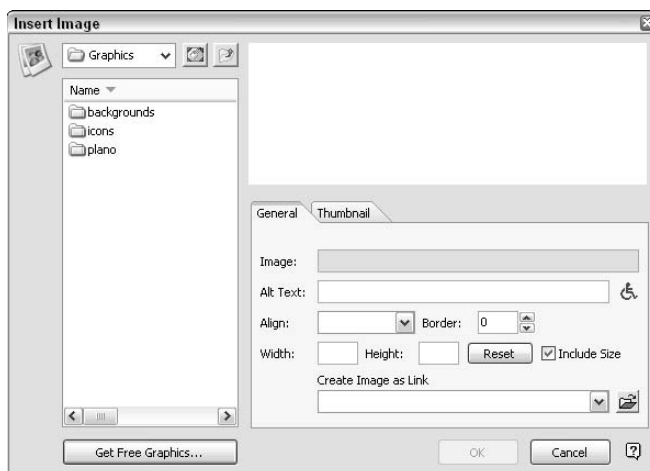 Insert Image
Graphics
Name
backgrounds
icons
plano
General Thumbnail
Image:
Alt Text:
Align: Border: 0
Width: Height: Reset Include Size
Create Image as Link
Get Free Graphics... OK Cancel